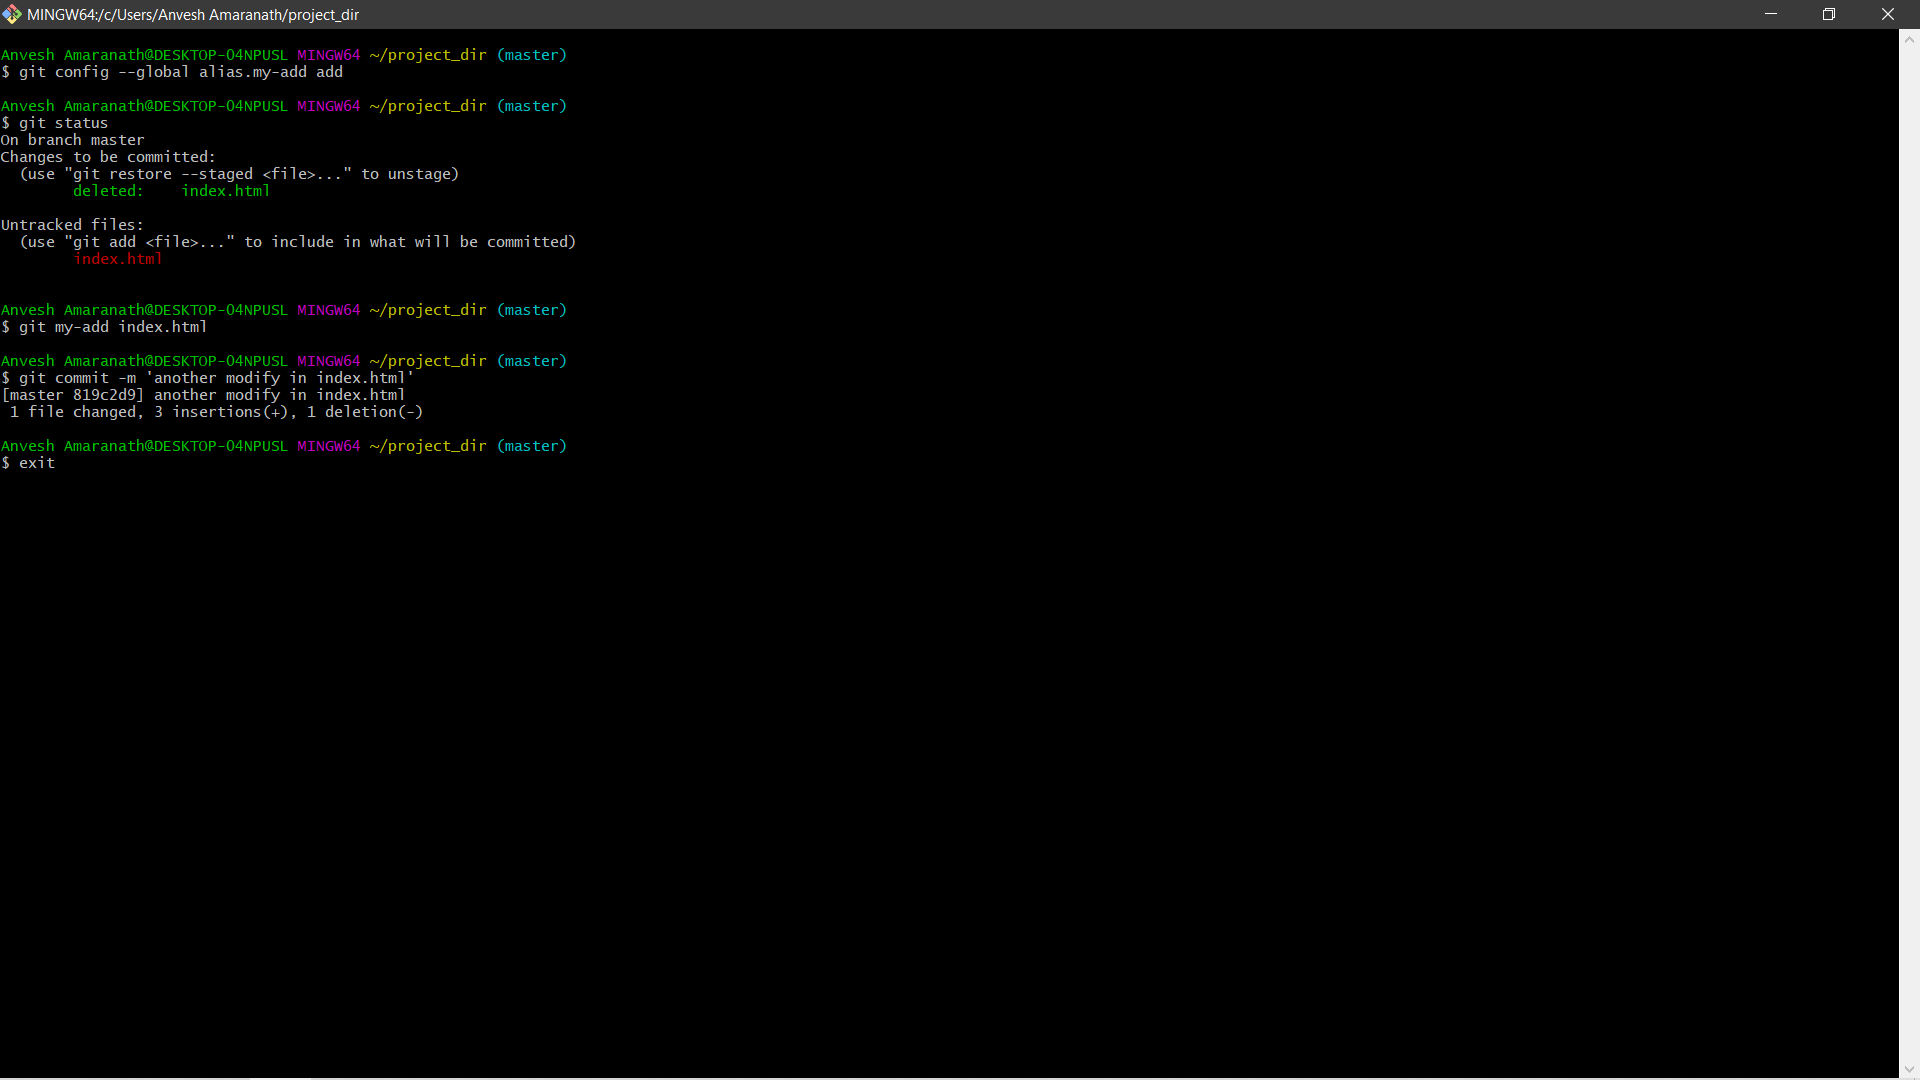 MINGW64:/c/Users/Anvesh Amaranath/project_dir
Anvesh Amaranath@DESKTOP-O4NPUSL MINGW64 ~/project_dir (master)
$ git config --global alias.my-add add
Anvesh Amaranath@DESKTOP-O4NPUSL MINGW64 ~/project_dir (master)
$ git status
On branch master
Changes to be committed:
  (use "git restore --staged <file>..." to unstage)
        deleted:    index.html
Untracked files:
  (use "git add <file>..." to include in what will be committed)
        index.html
Anvesh Amaranath@DESKTOP-O4NPUSL MINGW64 ~/project_dir (master)
$ git my-add index.html
Anvesh Amaranath@DESKTOP-O4NPUSL MINGW64 ~/project_dir (master)
$ git commit -m 'another modify in index.html'
[master 819c2d9] another modify in index.html
 1 file changed, 3 insertions(+), 1 deletion(-)
Anvesh Amaranath@DESKTOP-O4NPUSL MINGW64 ~/project_dir (master)
$ exit